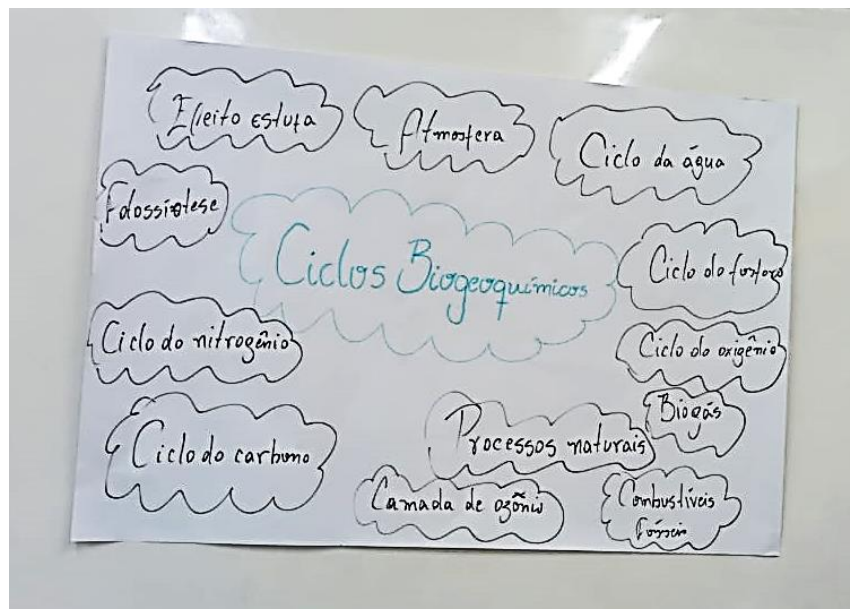 Efeito estufa
Atmosfera
Ciclo da água
Fotossíntese
Ciclos Biogeoquímicos
Ciclo do fosforo
Ciclo do nitrogênio
Ciclo do oxigênio
Biogás
Ciclo do carbono
Processos naturais
Camada de ozônio
Combustíveis
fósseis